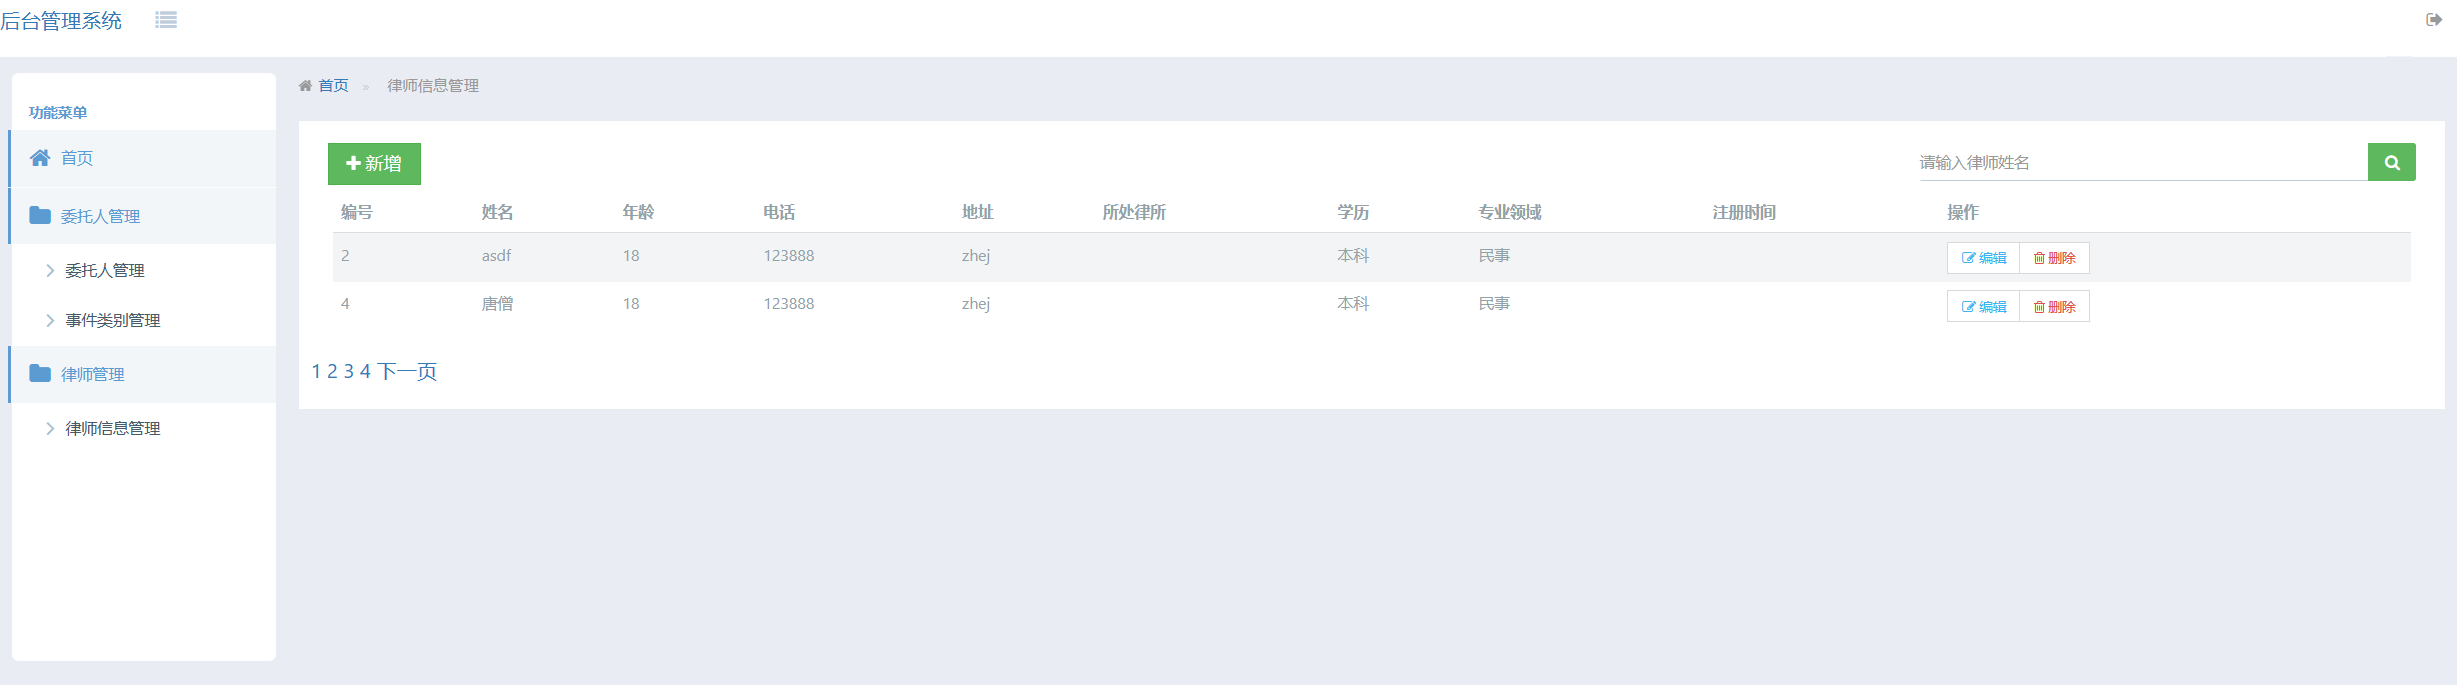 后台管理系统
功能菜单
首页
委托人管理
委托人管理
事件类别管理
律师管理
律师信息管理
首页 » 律师信息管理
新增
请输入律师姓名
编号 姓名 年龄 电话 地址 所处律所 学历 专业领域 注册时间 操作
2 asdf 18 123888 zhej 本科 民事 编辑 删除
4 唐僧 18 123888 zhej 本科 民事 编辑 删除
1 2 3 4 下一页